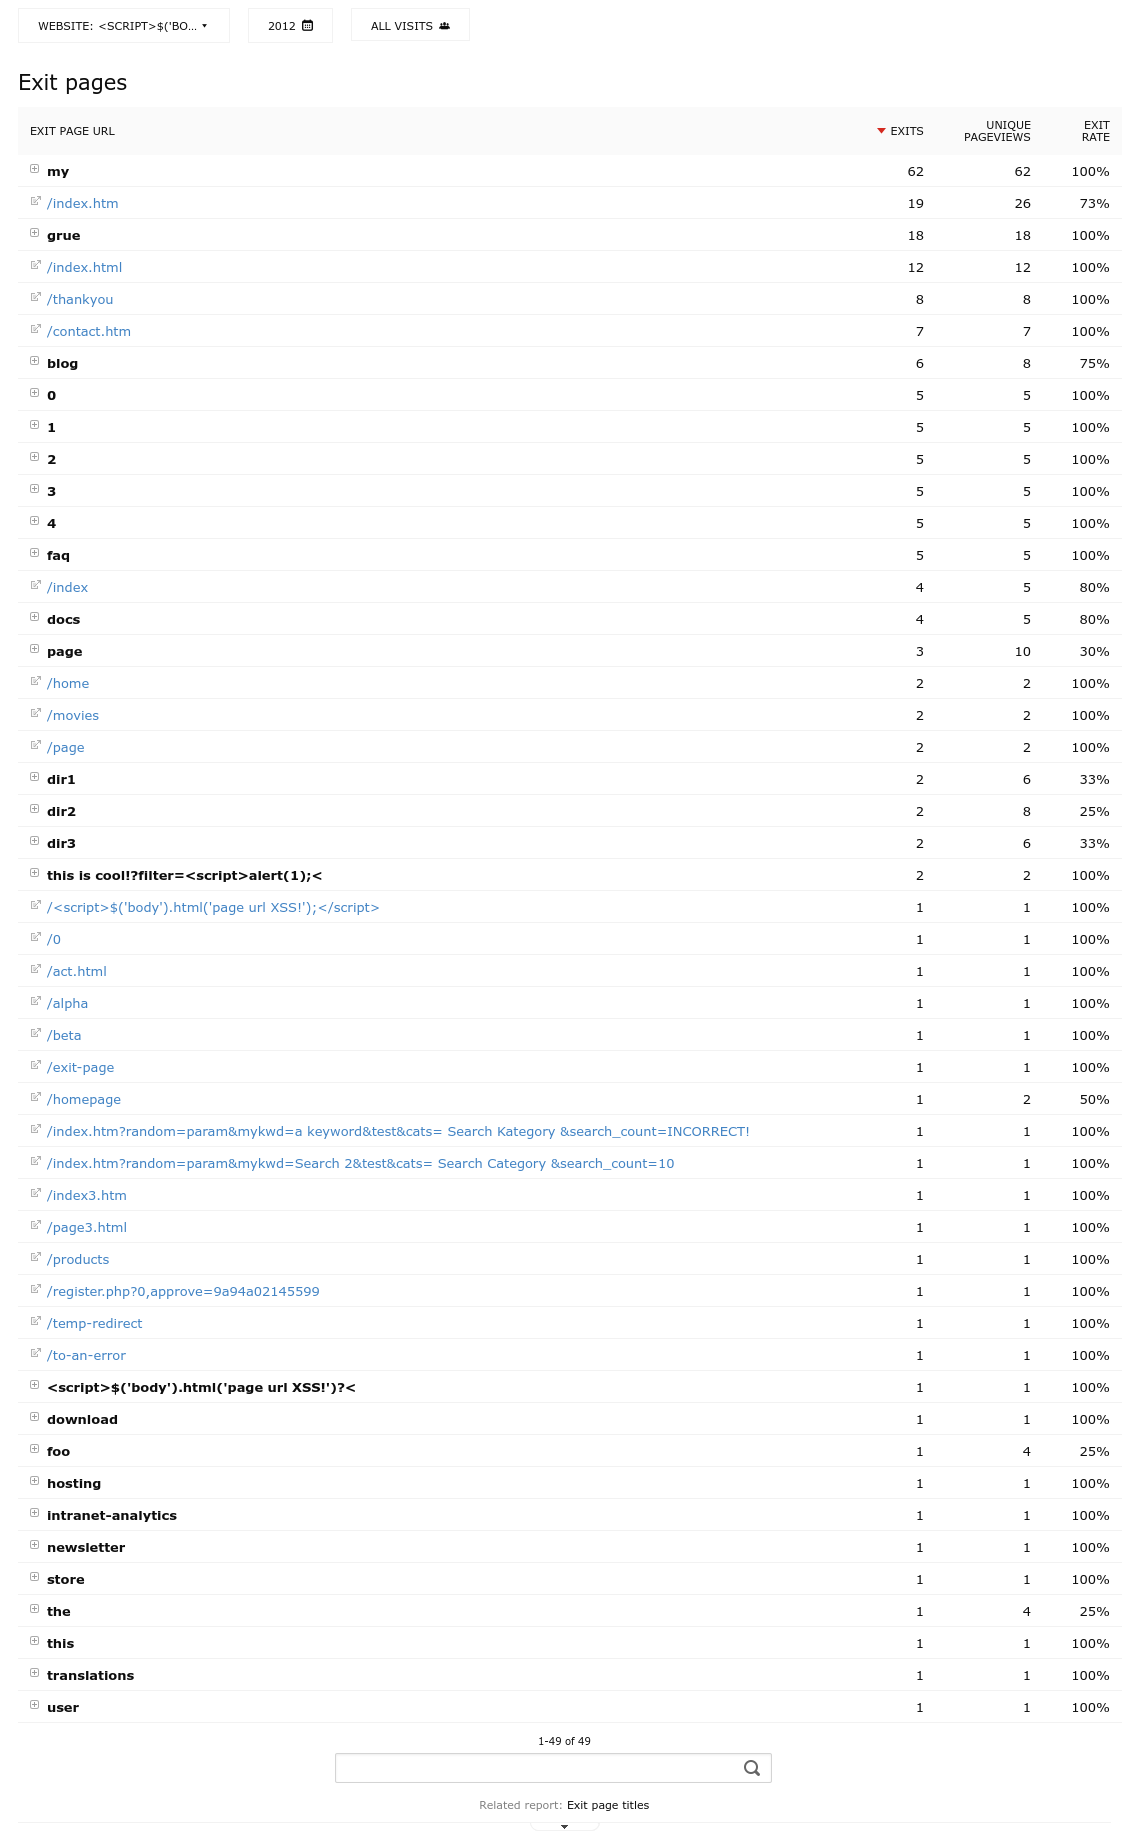 WEBSITE: <SCRIPT>$('BO... 2012 ALL VISITS
Exit pages
EXIT PAGE URL EXITS UNIQUE PAGEVIEWS EXIT RATE
my 62 62 100%
/index.htm 19 26 73%
grue 18 18 100%
/index.html 12 12 100%
/thankyou 8 8 100%
/contact.htm 7 7 100%
blog 6 8 75%
0 5 5 100%
1 5 5 100%
2 5 5 100%
3 5 5 100%
4 5 5 100%
faq 5 5 100%
/index 4 5 80%
docs 4 5 80%
page 3 10 30%
/home 2 2 100%
/movies 2 2 100%
/page 2 2 100%
dir1 2 6 33%
dir2 2 8 25%
dir3 2 6 33%
this is cool!?filter=<script>alert(1);< 2 2 100%
/<script>$('body').html('page url XSS!');</script> 1 1 100%
/0 1 1 100%
/act.html 1 1 100%
/alpha 1 1 100%
/beta 1 1 100%
/exit-page 1 1 100%
/homepage 1 2 50%
/index.htm?random=param&mykwd=a keyword&test&cats= Search Kategory &search_count=INCORRECT! 1 1 100%
/index.htm?random=param&mykwd=Search 2&test&cats= Search Category &search_count=10 1 1 100%
/index3.htm 1 1 100%
/page3.html 1 1 100%
/products 1 1 100%
/register.php?0,approve=9a94a02145599 1 1 100%
/temp-redirect 1 1 100%
/to-an-error 1 1 100%
<script>$('body').html('page url XSS!')?< 1 1 100%
download 1 1 100%
foo 1 4 25%
hosting 1 1 100%
intranet-analytics 1 1 100%
newsletter 1 1 100%
store 1 1 100%
the 1 4 25%
this 1 1 100%
translations 1 1 100%
user 1 1 100%
1-49 of 49
Related report: Exit page titles